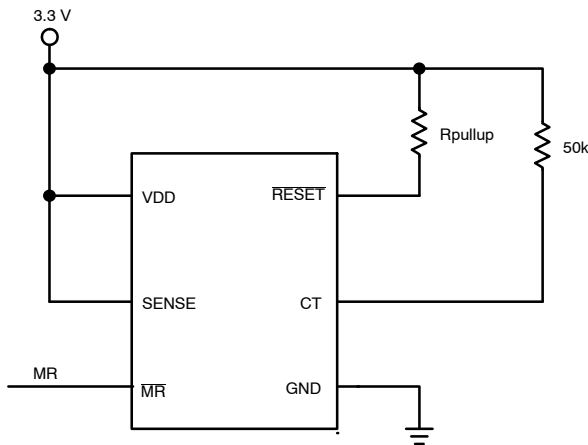 3.3 V
Rpullup
50k
VDD
RESET
SENSE
CT
MR
MR
GND